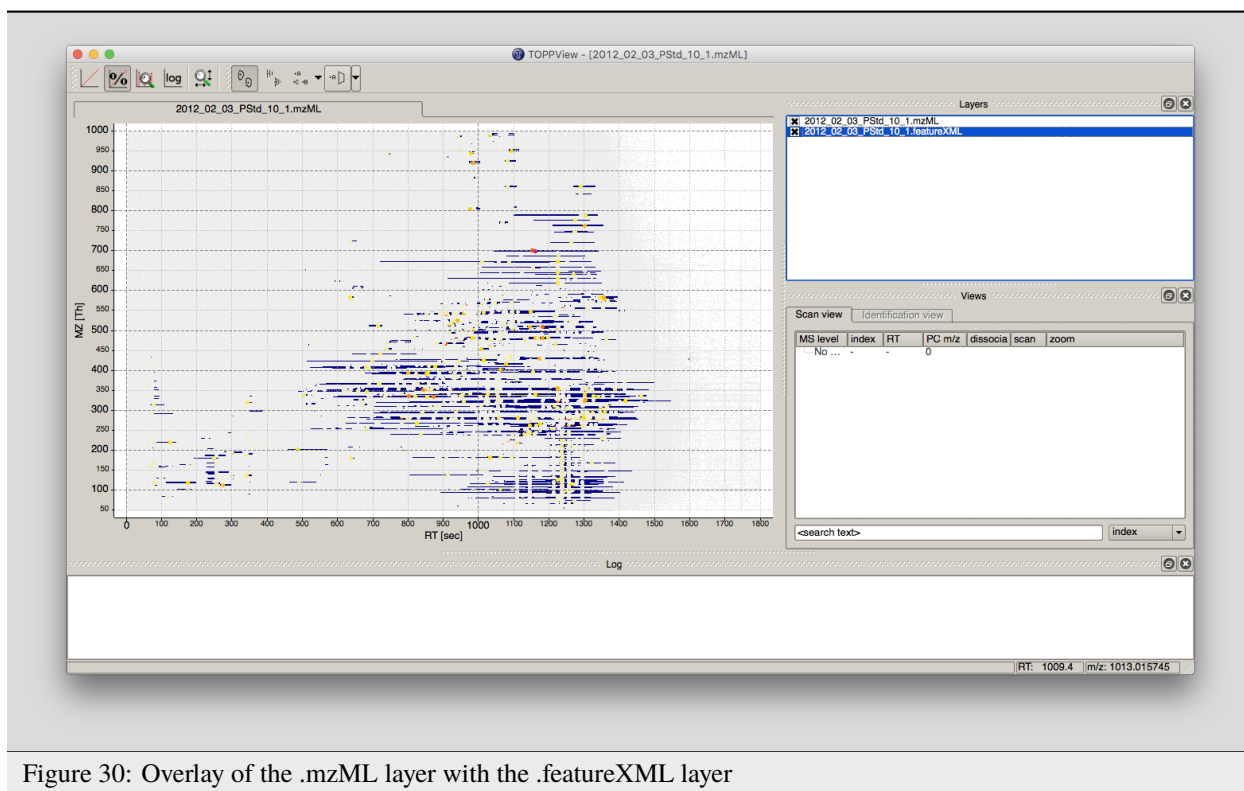 TOPPView - [2012_02_03_PStd_10_1.mzML]
% log
2012_02_03_PStd_10_1.mzML
1000
950
900
850
800
750
700
650
600
550
500
450
400
350
300
250
200
150
100
50
MZ [Th]
0 100 200 300 400 500 600 700 800 900 1000 1100 1200 1300 1400 1500 1600 1700 1800
RT [sec]
Layers
2012_02_03_PStd_10_1.mzML
2012_02_03_PStd_10_1.featureXML
Views
Scan view Identification view
MS level index RT PC m/z dissocia scan zoom
No ... - - 0
<search text> index
Log
RT: 1009.4 m/z: 1013.015745
Figure 30: Overlay of the .mzML layer with the .featureXML layer